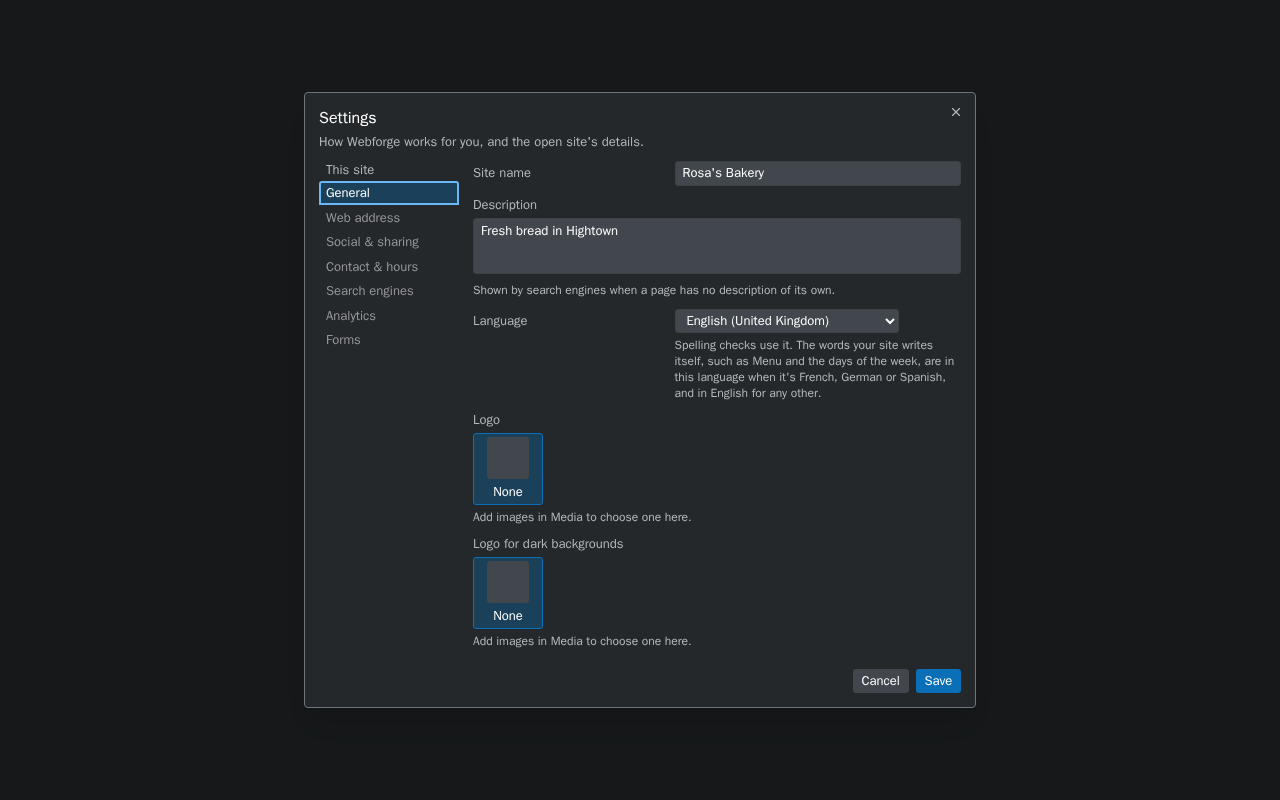 Settings
How Webforge works for you, and the open site's details.
This site
General
Web address
Social & sharing
Contact & hours
Search engines
Analytics
Forms
Site name
Rosa's Bakery
Description
Fresh bread in Hightown
Shown by search engines when a page has no description of its own.
Language
English (United Kingdom)
Spelling checks use it. The words your site writes
itself, such as Menu and the days of the week, are in
this language when it's French, German or Spanish,
and in English for any other.
Logo
None
Add images in Media to choose one here.
Logo for dark backgrounds
None
Add images in Media to choose one here.
Cancel
Save